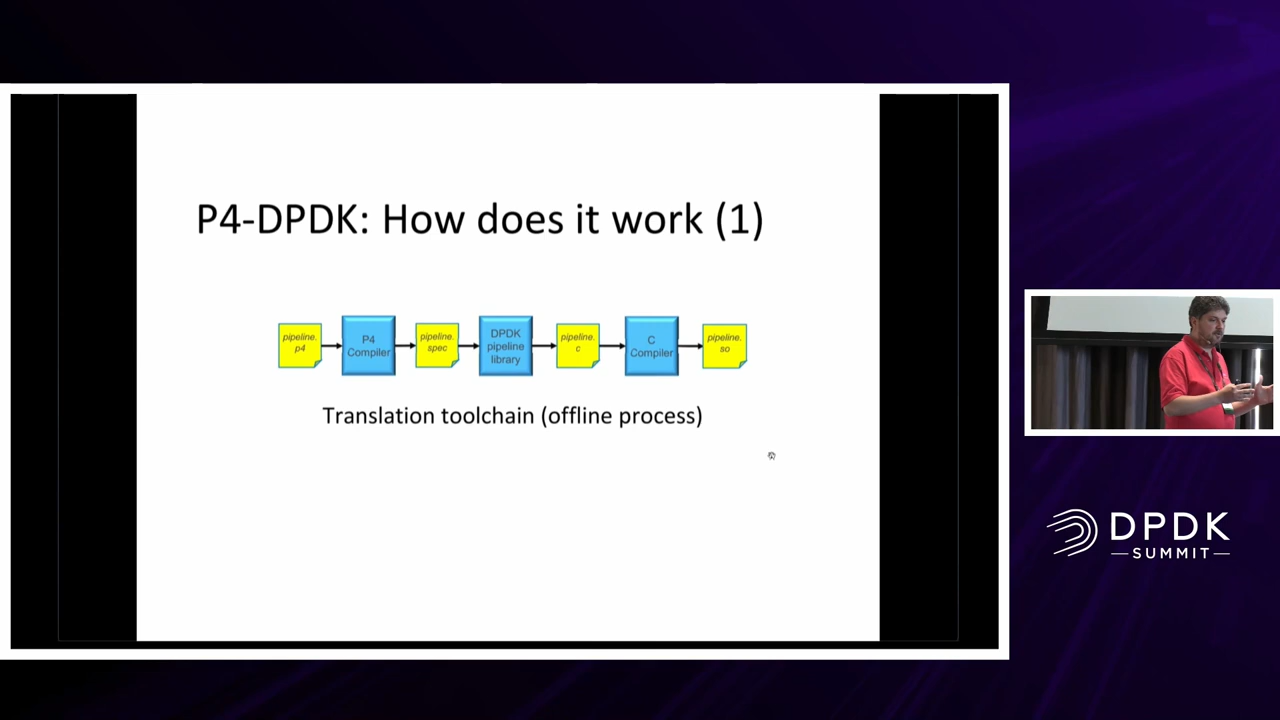 P4-DPDK: How does it work (1)
pipeline.
p4
P4
Compiler
pipeline.
spec
DPDK
pipeline
library
pipeline.
c
C
Compiler
pipeline.
so
Translation toolchain (offline process)
DPDK
SUMMIT